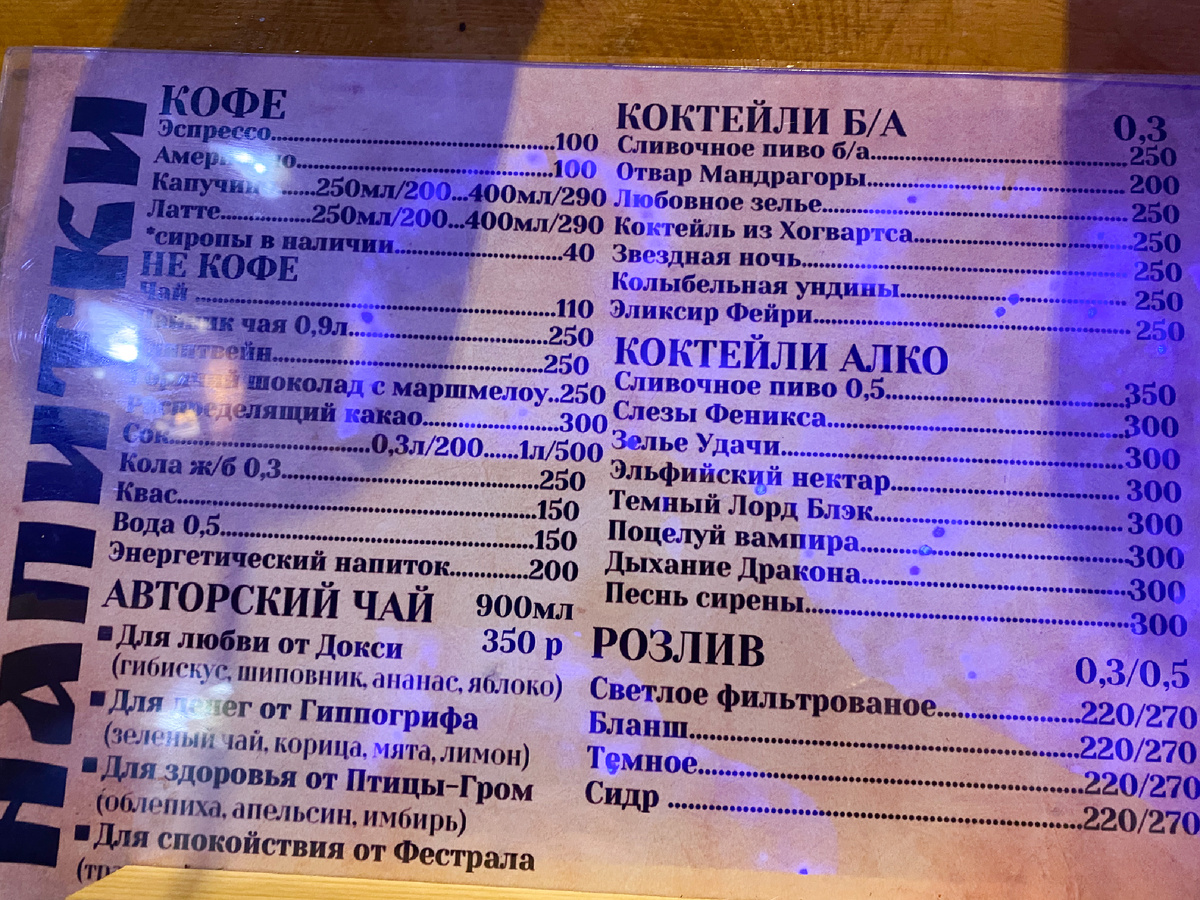 НАПИТКИ
КОФЕ
Эспрессо...........100
...........100
Капучин.....250мл/200...400мл/290
Латте...........250мл/200...400мл/290
*сиропы в наличии...........40
НЕ КОФЕ
Чай ...........110
чая 0,9л...........250
...........250
шоколад с маршмелоу..250
Распределящий какао...........300
Сок...........0,3л/200......1л/500
Кола ж/б 0,3...........250
Квас...........150
Вода 0,5...........150
Энергетический напиток...........200
АВТОРСКИЙ ЧАЙ 900мл
350 р
▪Для любви от Докси
(гибискус, шиповник, ананас, яблоко)
▪Для денег от Гиппогрифа
(зеленый чай, корица, мята, лимон)
▪Для здоровья от Птицы-Гром
(облепиха, апельсин, имбирь)
▪Для спокойствия от Фестрала
КОКТЕЙЛИ Б/А 0,3
Сливочное пиво б/а...........250
Отвар Мандрагоры...........200
Любовное зелье...........250
Коктейль из Хогвартса...........250
Звездная ночь...........250
Колыбельная ундины...........250
Эликсир Фейри...........250
КОКТЕЙЛИ АЛКО
Сливочное пиво 0,5...........350
Слезы Феникса...........300
Зелье Удачи...........300
Эльфийский нектар...........300
Темный Лорд Блэк...........300
Поцелуй вампира...........300
Дыхание Дракона...........300
Песнь сирены...........300
РОЗЛИВ 0,3/0,5
Светлое фильтрованое...........220/270
Бланш...........220/270
Темное...........220/270
Сидр ...........220/270